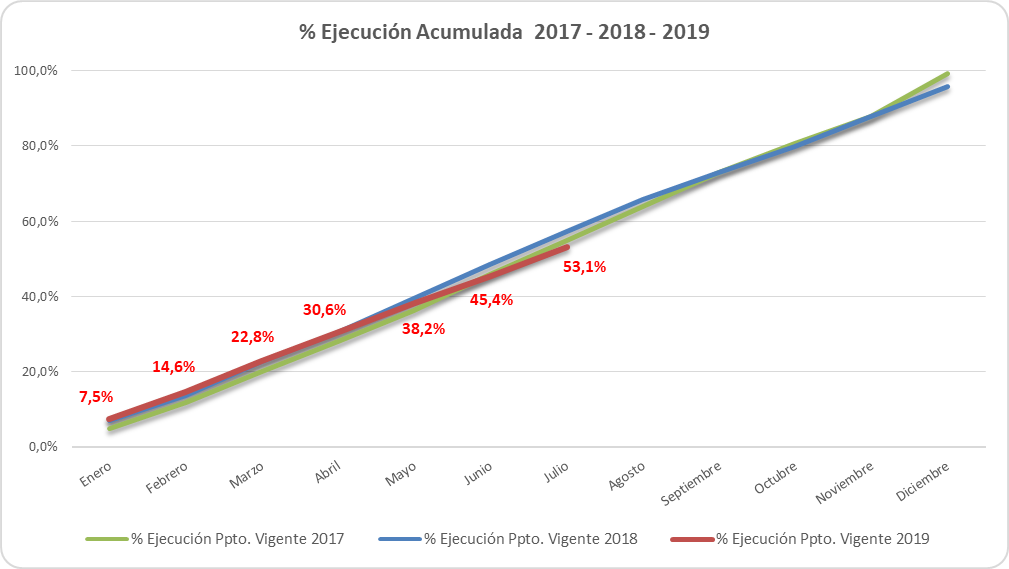 % Ejecución Acumulada 2017 - 2018 - 2019
100,0%
80,0%
60,0%
40,0%
20,0%
0,0%
7,5%
14,6%
22,8%
30,6%
38,2%
45,4%
53,1%
Enero
Febrero
Marzo
Abril
Mayo
Junio
Julio
Agosto
Septiembre
Octubre
Noviembre
Diciembre
% Ejecución Ppto. Vigente 2017
% Ejecución Ppto. Vigente 2018
% Ejecución Ppto. Vigente 2019